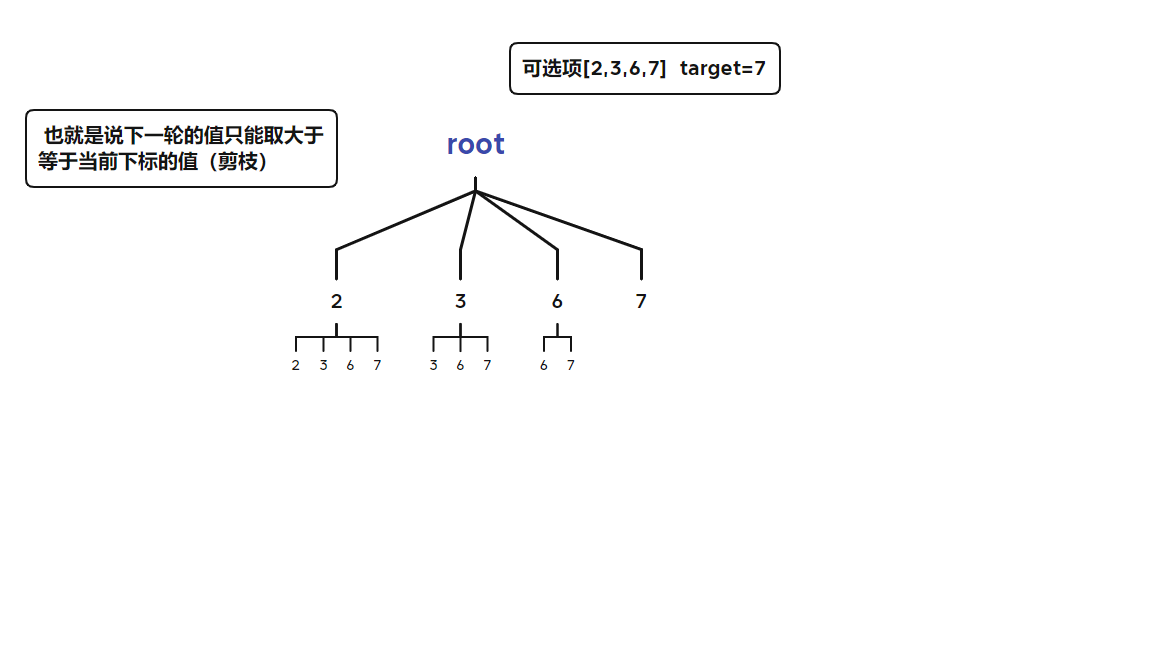 可选项[2,3,6,7] target=7
也就是说下一轮的值只能取大于
等于当前下标的值（剪枝）
root
2 3 6 7
2 3 6 7 3 6 7 6 7